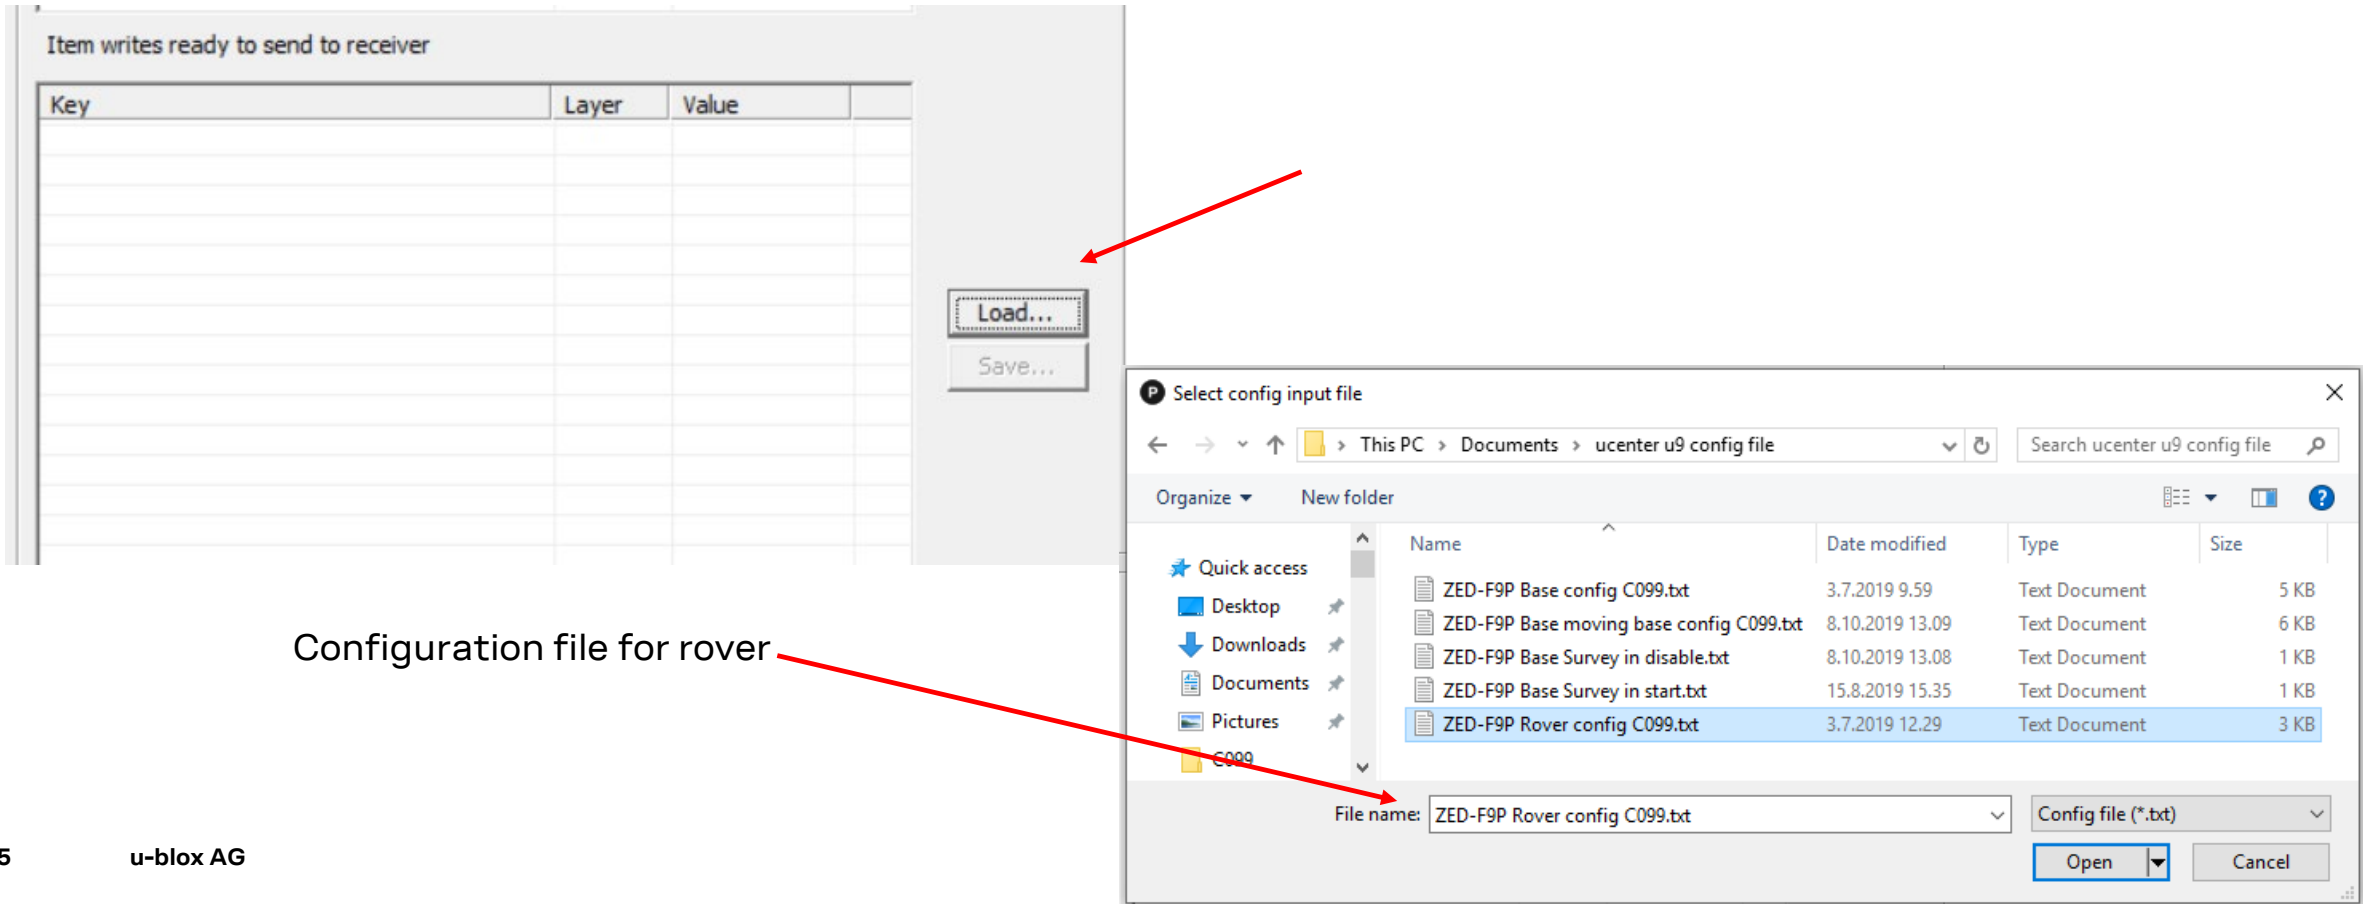 Item writes ready to send to receiver
Key Layer Value
Load...
Save...
Select config input file
This PC > Documents > ucenter u9 config file
Search ucenter u9 config file
Organize New folder
Name Date modified Type Size
Quick access
Desktop
Downloads
Documents
Pictures
C099
ZED-F9P Base config C099.txt 3.7.2019 9.59 Text Document 5 KB
ZED-F9P Base moving base config C099.txt 8.10.2019 13.09 Text Document 6 KB
ZED-F9P Base Survey in disable.txt 8.10.2019 13.08 Text Document 1 KB
ZED-F9P Base Survey in start.txt 15.8.2019 15.35 Text Document 1 KB
ZED-F9P Rover config C099.txt 3.7.2019 12.29 Text Document 3 KB
File name: ZED-F9P Rover config C099.txt Config file (*.txt)
Open Cancel
Configuration file for rover
5 u-blox AG